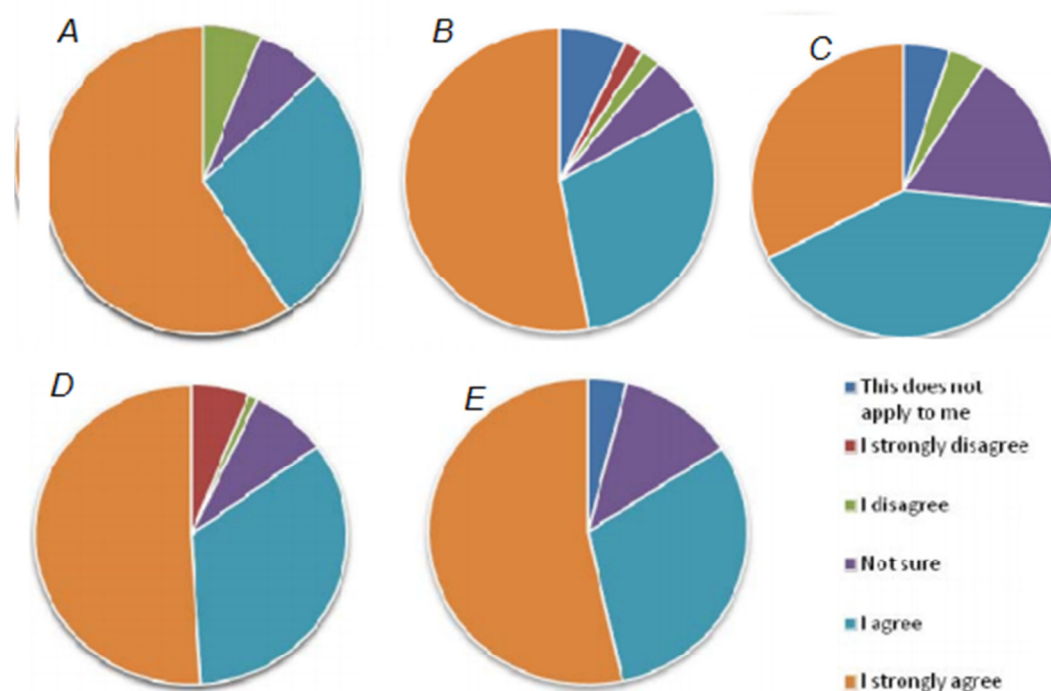 A
B
C
D
E
This does not
apply to me
I strongly disagree
I disagree
Not sure
I agree
I strongly agree